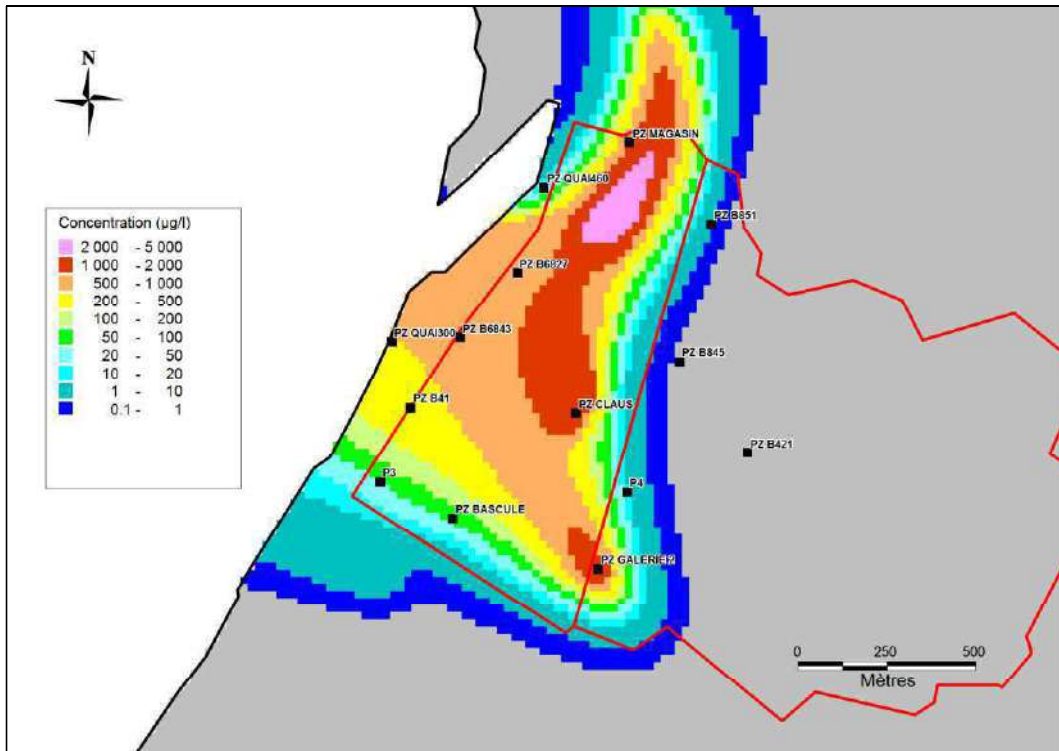 N
Concentration (µg/l)
2 000 - 5 000
1 000 - 2 000
500 - 1 000
200 - 500
100 - 200
50 - 100
20 - 50
10 - 20
1 - 10
0.1 - 1
PZ MAGASIN
PZ QUAI460
PZ B851
PZ B6827
PZ B6843
PZ QUAI300
PZ B845
PZ B41
PZ CLAUS
PZ B421
P3
P4
PZ BASCULE
PZ GALERIE2
0 250 500
Mètres